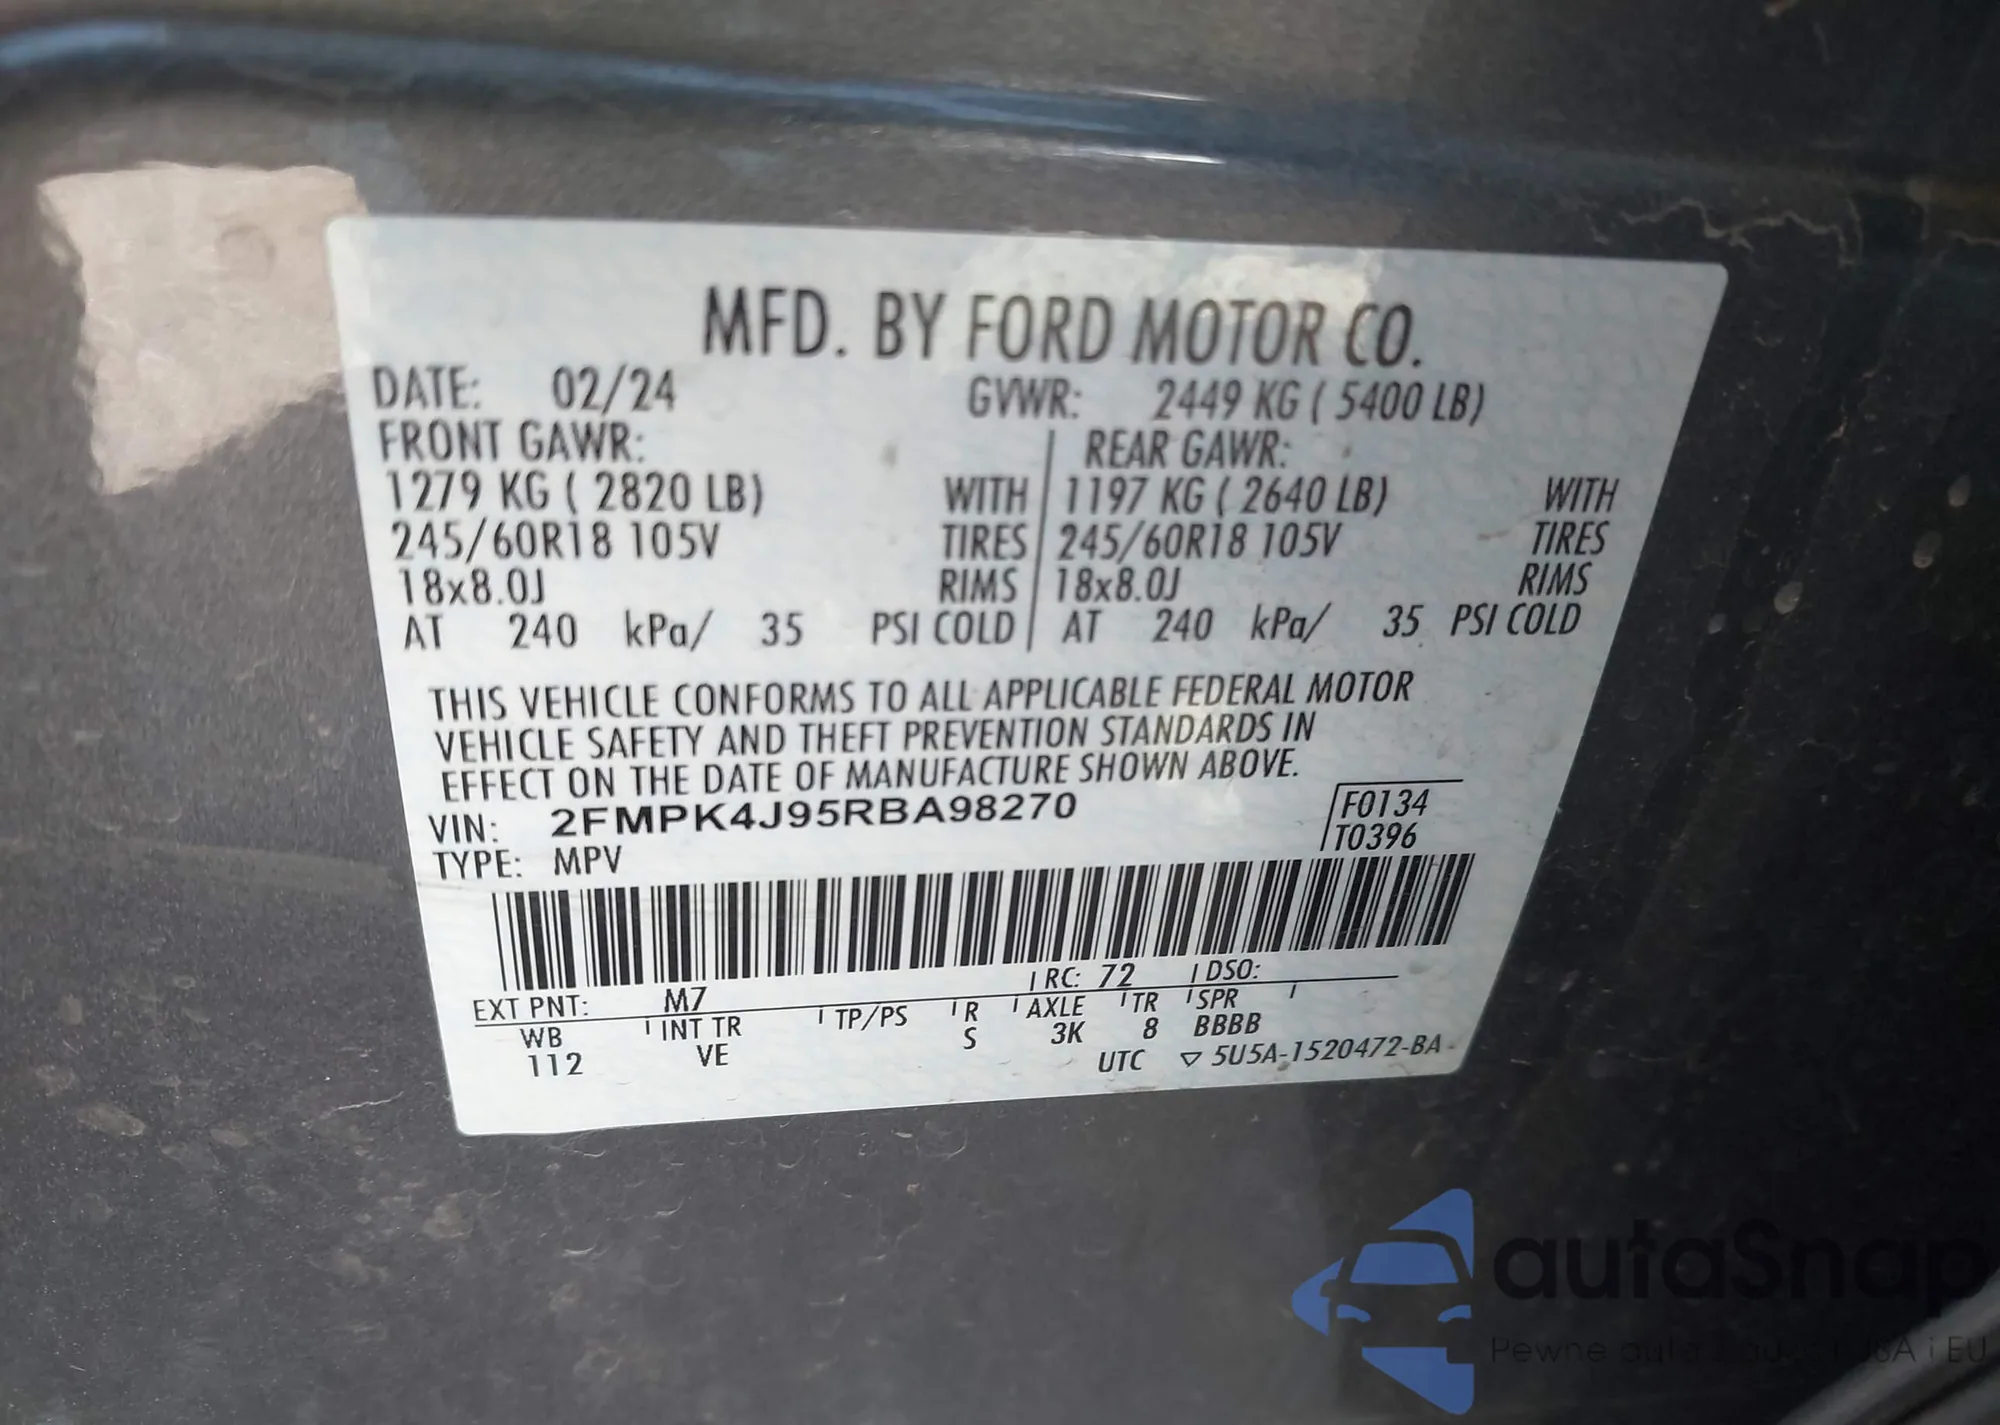 MFD. BY FORD MOTOR CO.
DATE: 02/24 GVWR: 2449 KG ( 5400 LB)
FRONT GAWR: REAR GAWR:
1279 KG ( 2820 LB) WITH 1197 KG ( 2640 LB) WITH
245/60R18 105V TIRES 245/60R18 105V TIRES
18x8.0J RIMS 18x8.0J RIMS
AT 240 kPa/ 35 PSI COLD AT 240 kPa/ 35 PSI COLD
THIS VEHICLE CONFORMS TO ALL APPLICABLE FEDERAL MOTOR
VEHICLE SAFETY AND THEFT PREVENTION STANDARDS IN
EFFECT ON THE DATE OF MANUFACTURE SHOWN ABOVE.
VIN: 2FMPK4J95RBA98270 F0134
TYPE: MPV T0396
EXT PNT: M7 RC: 72 DSO:
WB INT TR TP/PS R AXLE TR SPR
112 VE S 3K 8 BBBB
UTC ▽ 5U5A-1520472-BA
autaSnap
Pewne auta z USA i EU